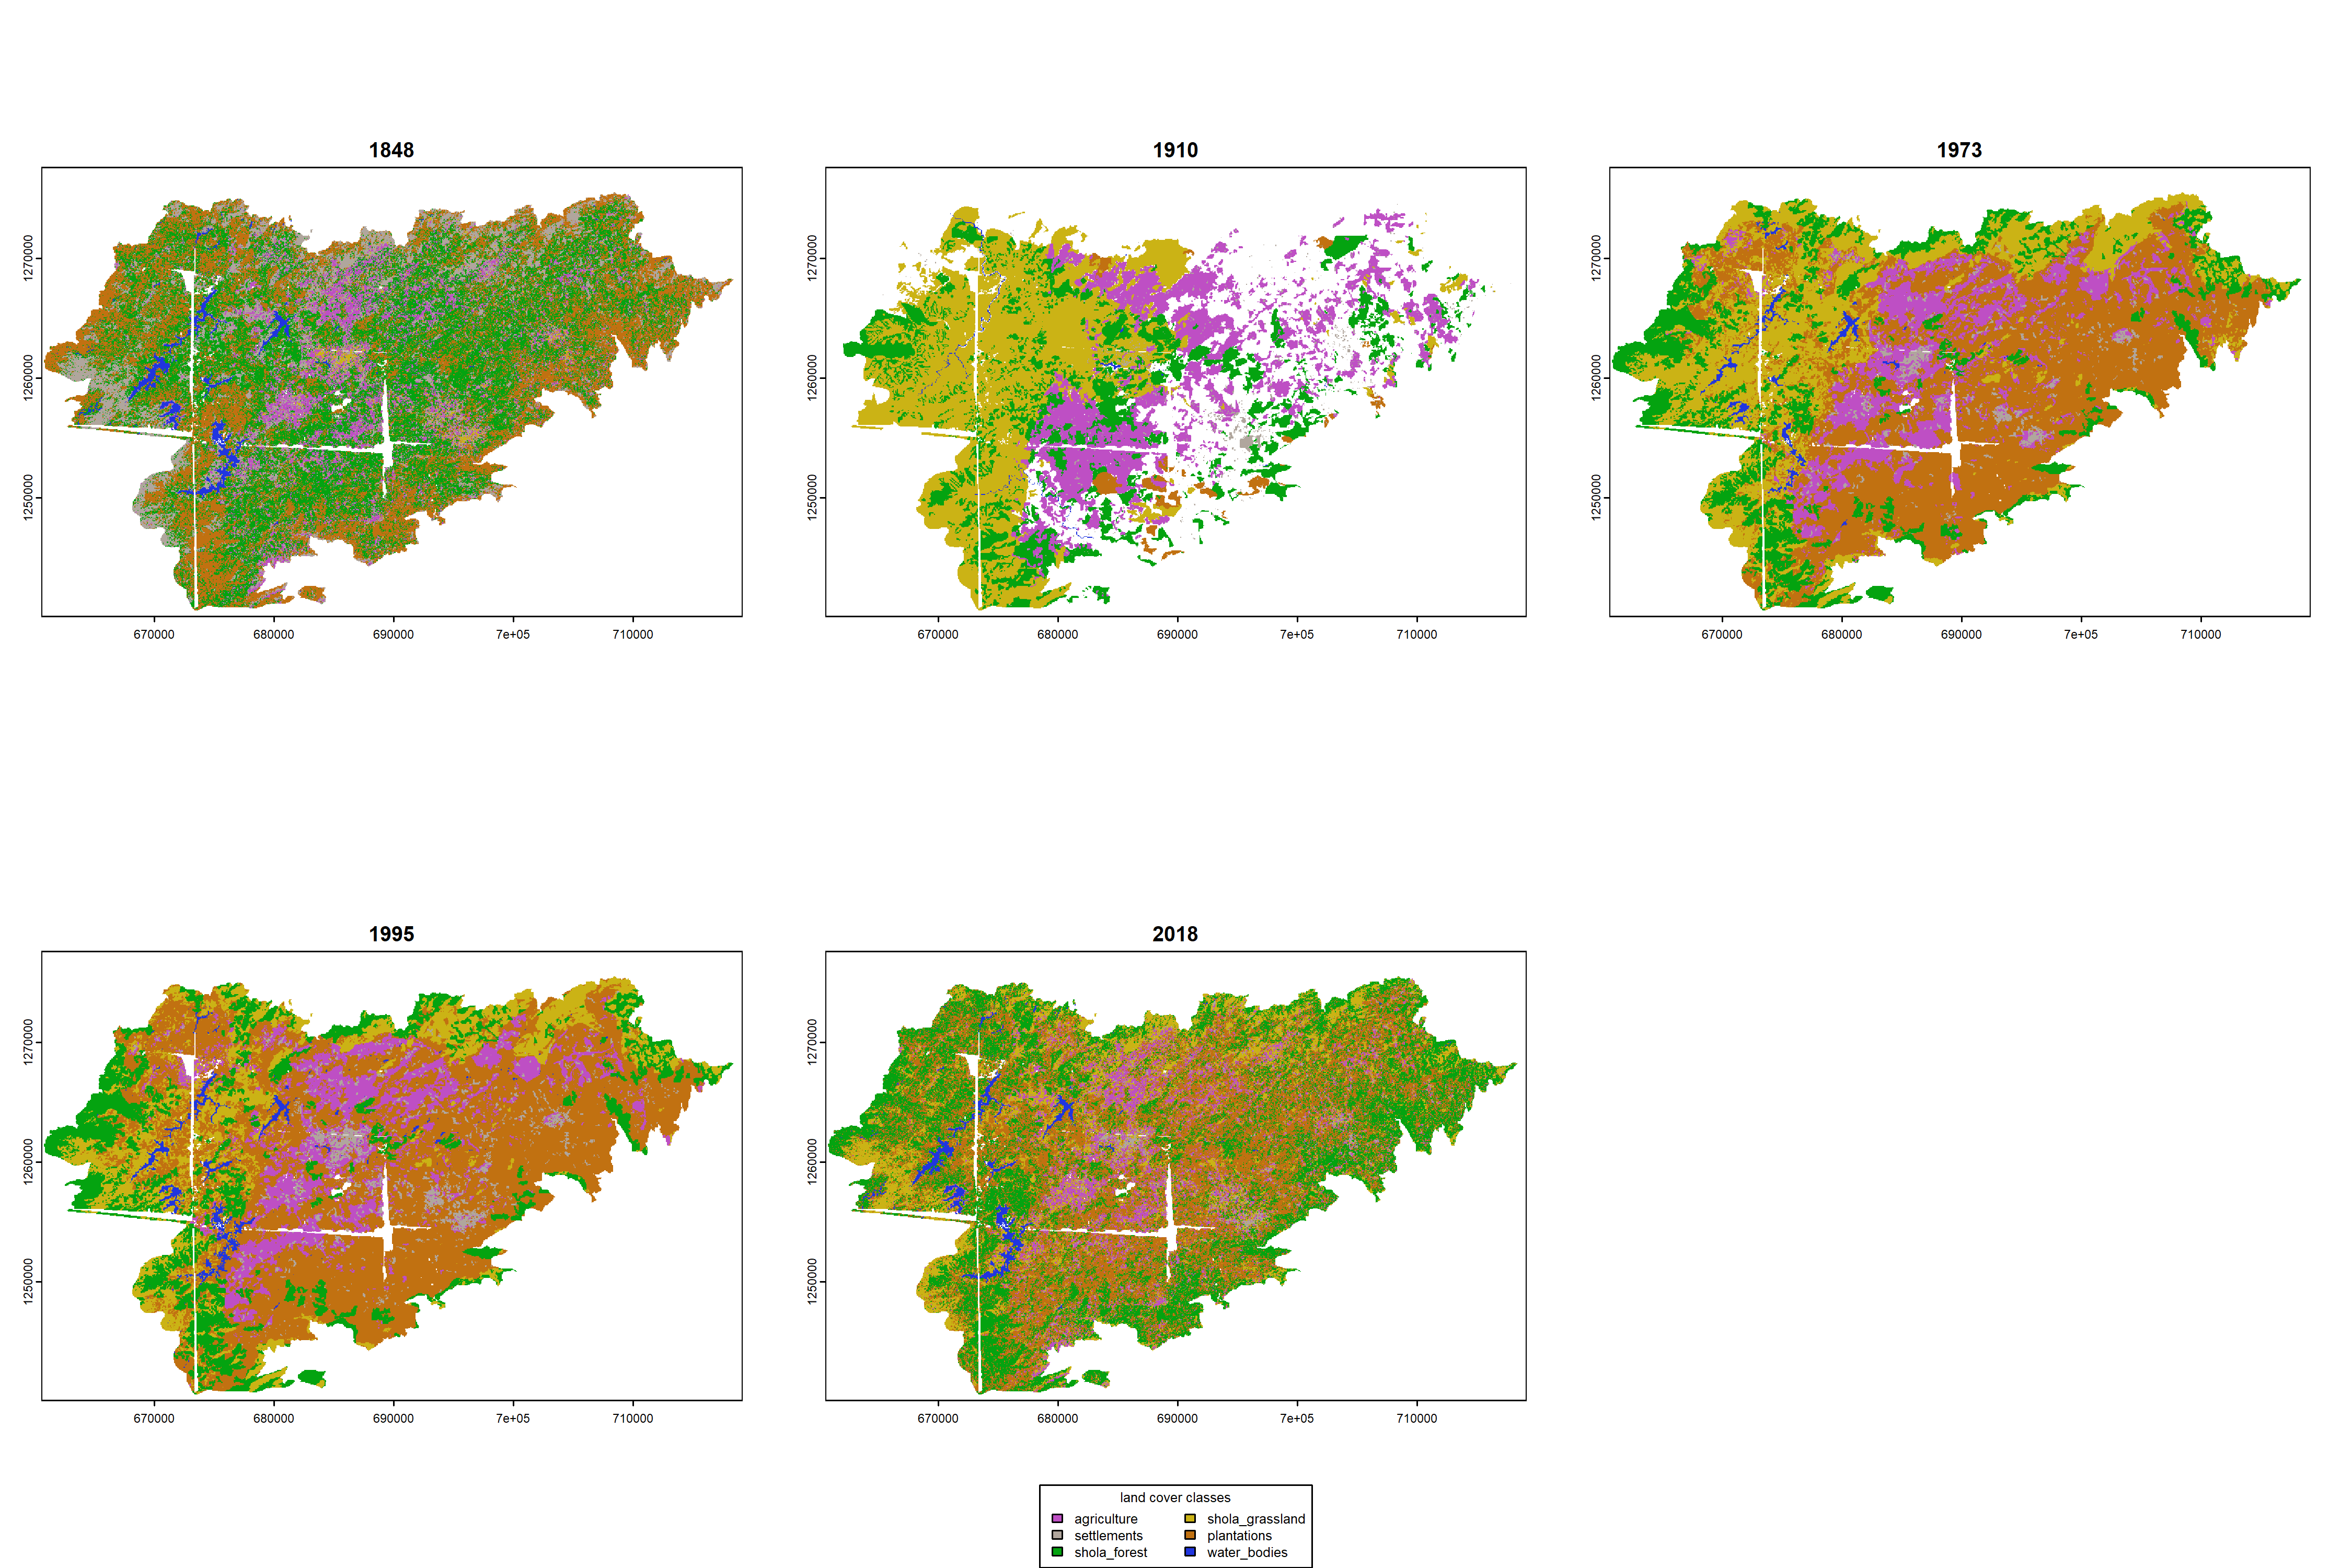 1848
1270000
1260000
1250000
670000 680000 690000 7e+05 710000
1910
1270000
1260000
1250000
670000 680000 690000 7e+05 710000
1973
1270000
1260000
1250000
670000 680000 690000 7e+05 710000
1995
1270000
1260000
1250000
670000 680000 690000 7e+05 710000
2018
1270000
1260000
1250000
670000 680000 690000 7e+05 710000
land cover classes
agriculture shola_grassland
settlements plantations
shola_forest water_bodies